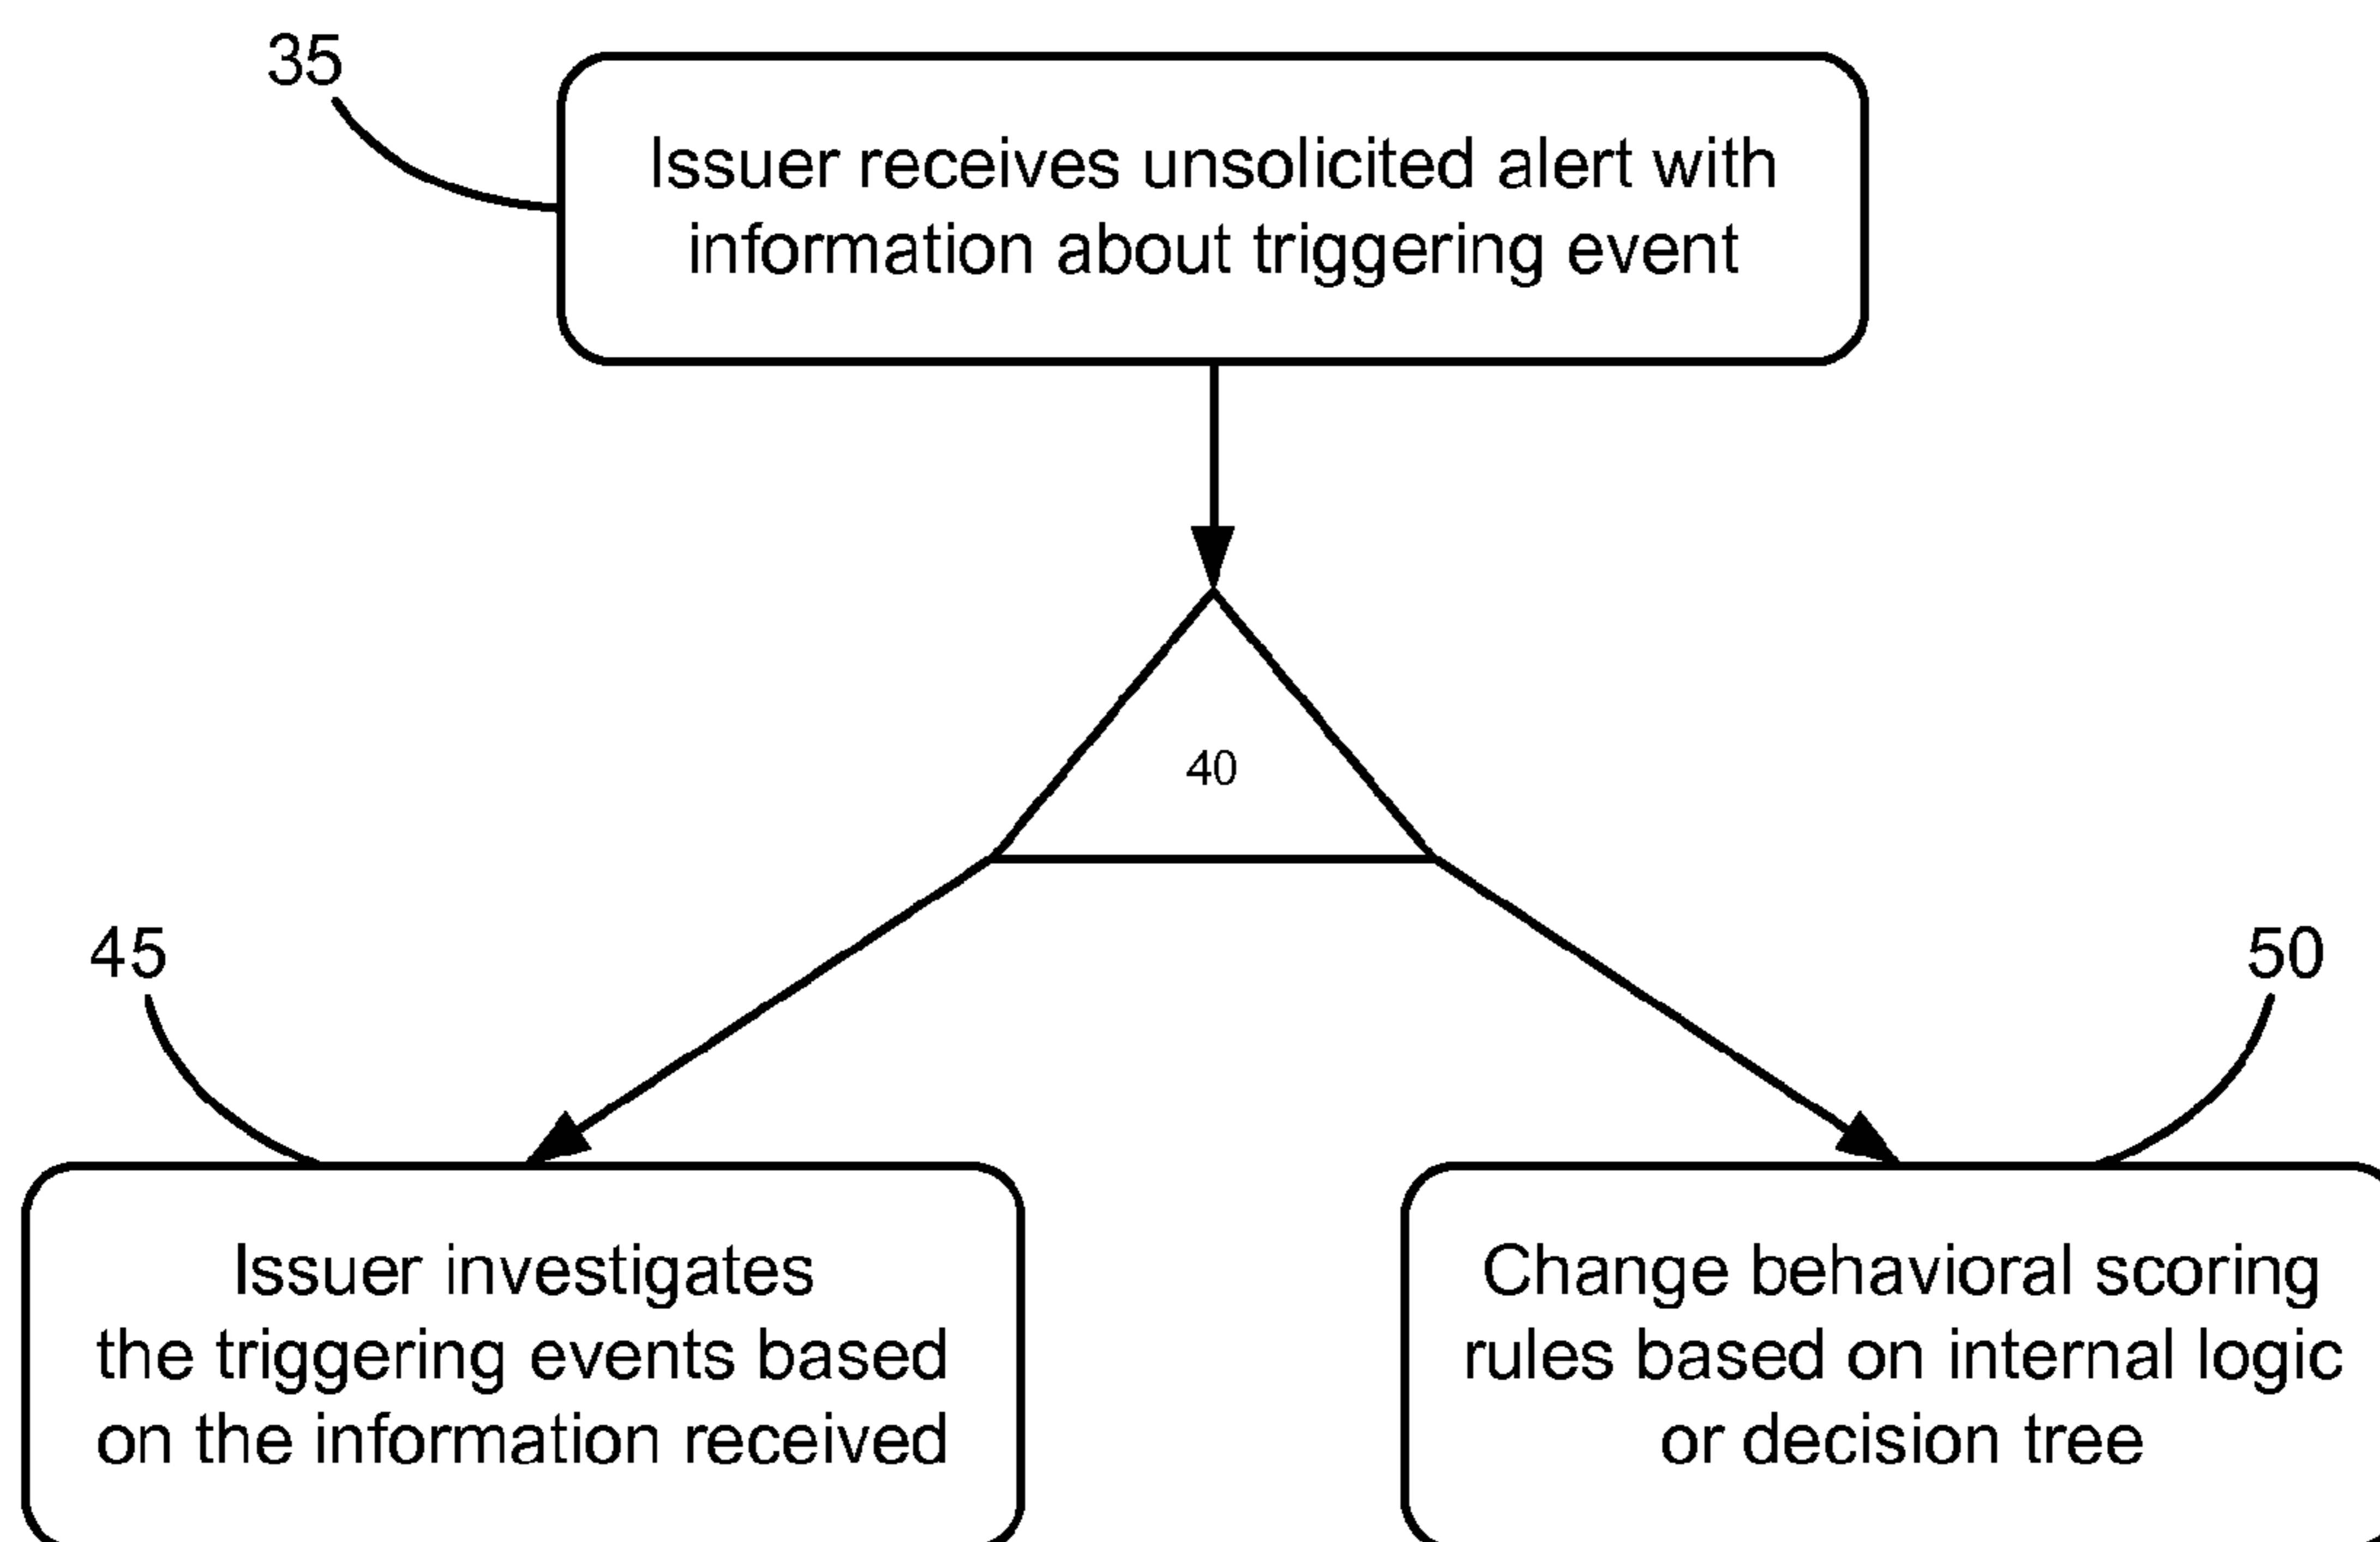 35
Issuer receives unsolicited alert with
information about triggering event
40
45
50
Issuer investigates
the triggering events based
on the information received
Change behavioral scoring
rules based on internal logic
or decision tree